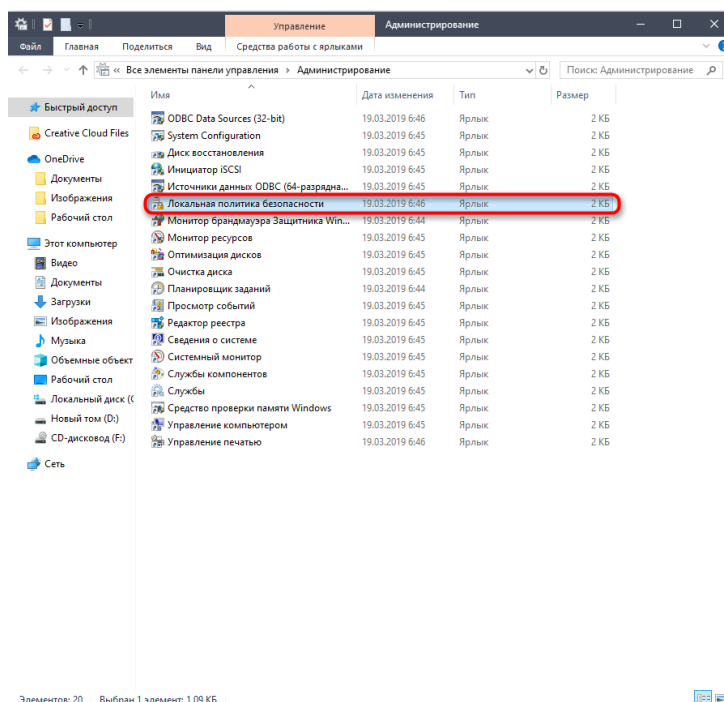 Управление Администрирование
Файл Главная Поделиться Вид Средства работы с ярлыками
« Все элементы панели управления › Администрирование Поиск: Администрирование
Имя Дата изменения Тип Размер
Быстрый доступ
Creative Cloud Files
OneDrive
Документы
Изображения
Рабочий стол
Этот компьютер
Видео
Документы
Загрузки
Изображения
Музыка
Объемные объект
Рабочий стол
Локальный диск (
Новый том (D:)
CD-дисковод (F:)
Сеть
ODBC Data Sources (32-bit) 19.03.2019 6:46 Ярлык 2 КБ
System Configuration 19.03.2019 6:45 Ярлык 2 КБ
Диск восстановления 19.03.2019 6:45 Ярлык 2 КБ
Инициатор iSCSI 19.03.2019 6:45 Ярлык 2 КБ
Источники данных ODBC (64-разрядна... 19.03.2019 6:45 Ярлык 2 КБ
Локальная политика безопасности 19.03.2019 6:46 Ярлык 2 КБ
Монитор брандмауэра Защитника Win... 19.03.2019 6:44 Ярлык 2 КБ
Монитор ресурсов 19.03.2019 6:45 Ярлык 2 КБ
Оптимизация дисков 19.03.2019 6:45 Ярлык 2 КБ
Очистка диска 19.03.2019 6:45 Ярлык 2 КБ
Планировщик заданий 19.03.2019 6:44 Ярлык 2 КБ
Просмотр событий 19.03.2019 6:45 Ярлык 2 КБ
Редактор реестра 19.03.2019 6:45 Ярлык 2 КБ
Сведения о системе 19.03.2019 6:45 Ярлык 2 КБ
Системный монитор 19.03.2019 6:45 Ярлык 2 КБ
Службы компонентов 19.03.2019 6:45 Ярлык 2 КБ
Службы 19.03.2019 6:45 Ярлык 2 КБ
Средство проверки памяти Windows 19.03.2019 6:45 Ярлык 2 КБ
Управление компьютером 19.03.2019 6:45 Ярлык 2 КБ
Управление печатью 19.03.2019 6:46 Ярлык 2 КБ
Элементов: 20 Выбран 1 элемент: 1,09 КБ